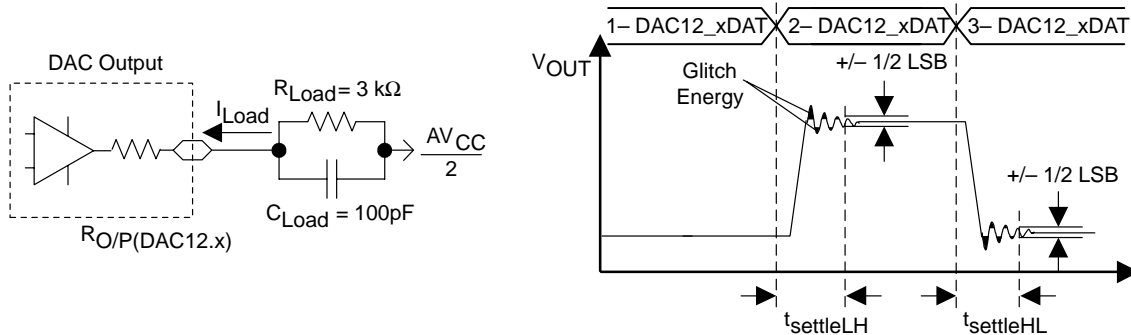 DAC Output
R_Load = 3 kΩ
I_Load
AV_CC
2
C_Load = 100pF
R_O/P(DAC12.x)
1– DAC12_xDAT
2– DAC12_xDAT
3– DAC12_xDAT
V_OUT
Glitch
Energy
+/– 1/2 LSB
+/– 1/2 LSB
t_settleLH
t_settleHL